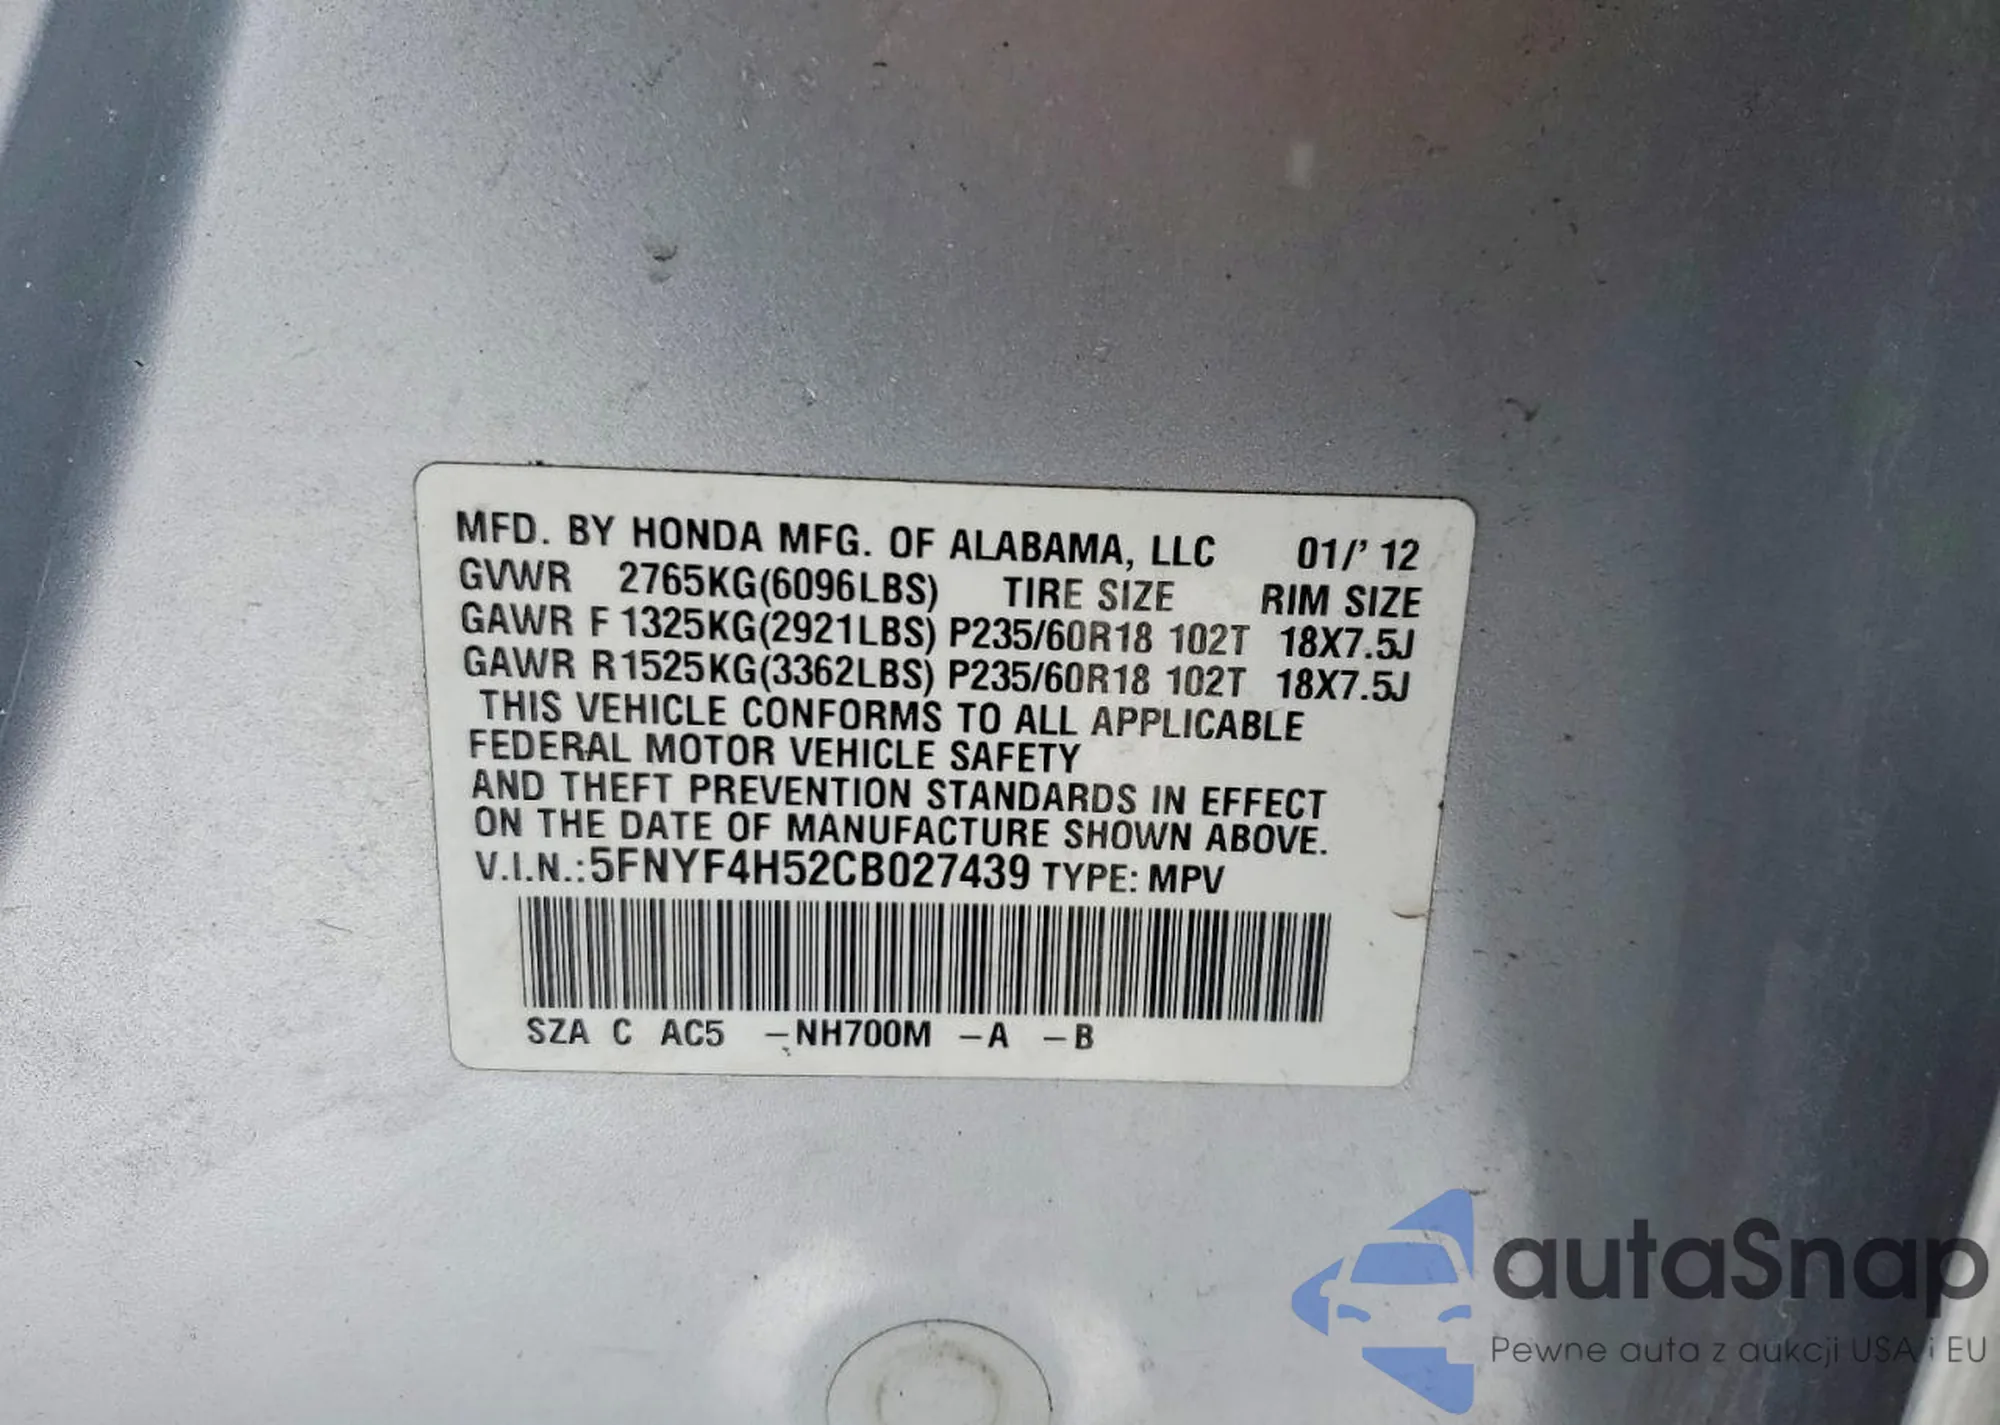 MFD. BY HONDA MFG. OF ALABAMA, LLC 01/' 12
GVWR 2765KG(6096LBS) TIRE SIZE RIM SIZE
GAWR F 1325KG(2921LBS) P235/60R18 102T 18X7.5J
GAWR R1525KG(3362LBS) P235/60R18 102T 18X7.5J
THIS VEHICLE CONFORMS TO ALL APPLICABLE
FEDERAL MOTOR VEHICLE SAFETY
AND THEFT PREVENTION STANDARDS IN EFFECT
ON THE DATE OF MANUFACTURE SHOWN ABOVE.
V.I.N.:5FNYF4H52CB027439 TYPE: MPV
SZA C AC5 –NH700M –A –B
autaSnap
Pewne auta z aukcji USA i EU